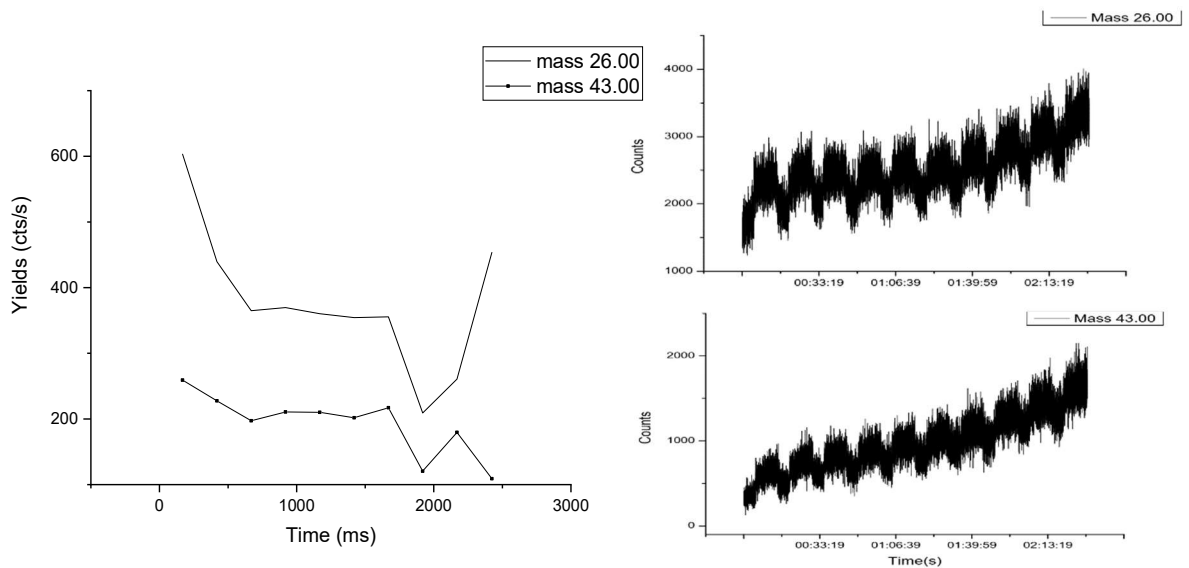 mass 26.00
mass 43.00
Yields (cts/s)
600
400
200
0
1000
2000
3000
Time (ms)
Mass 26.00
Counts
4000
3000
2000
1000
00:33:19
01:06:39
01:39:59
02:13:19
Mass 43.00
Counts
2000
1000
0
00:33:19
01:06:39
01:39:59
02:13:19
Time(s)